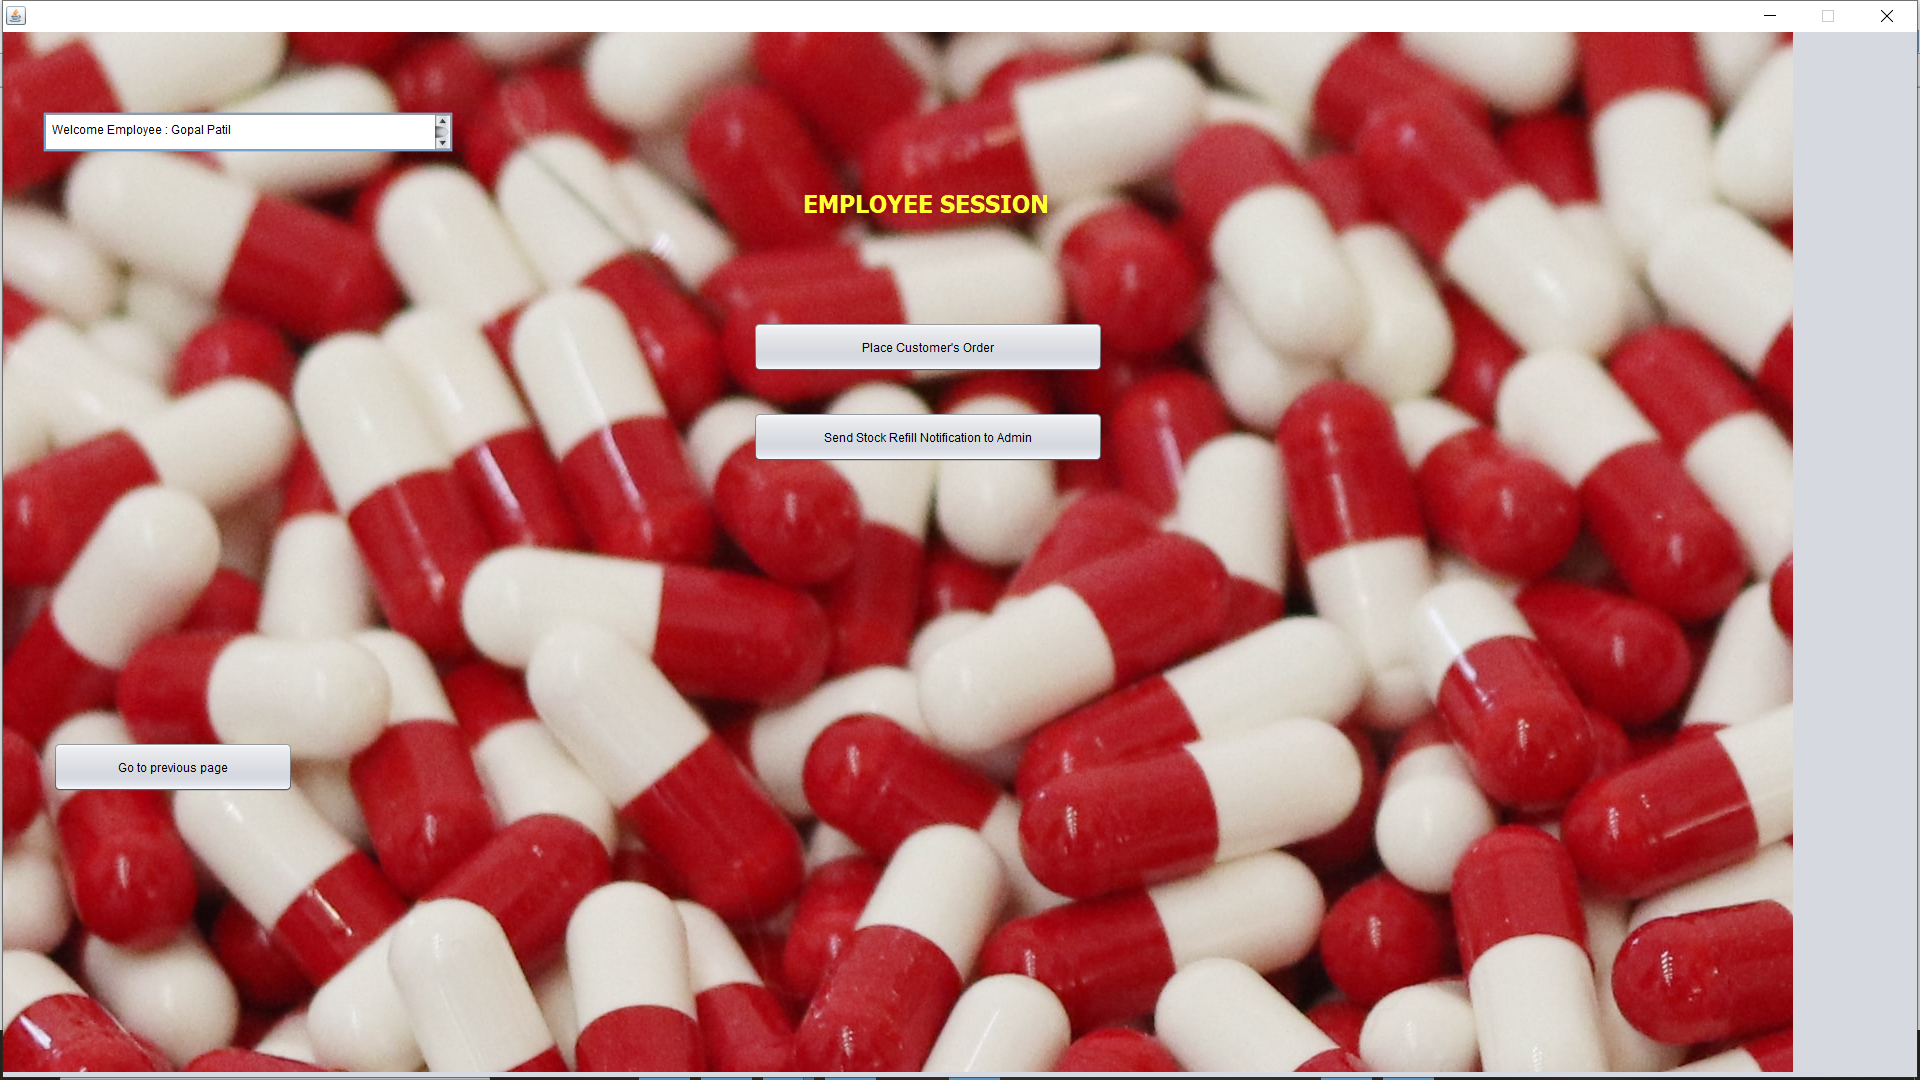 Welcome Employee : Gopal Patil
EMPLOYEE SESSION
Place Customer's Order
Send Stock Refill Notification to Admin
Go to previous page